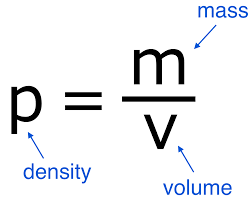 mass
p = m/v
density
volume